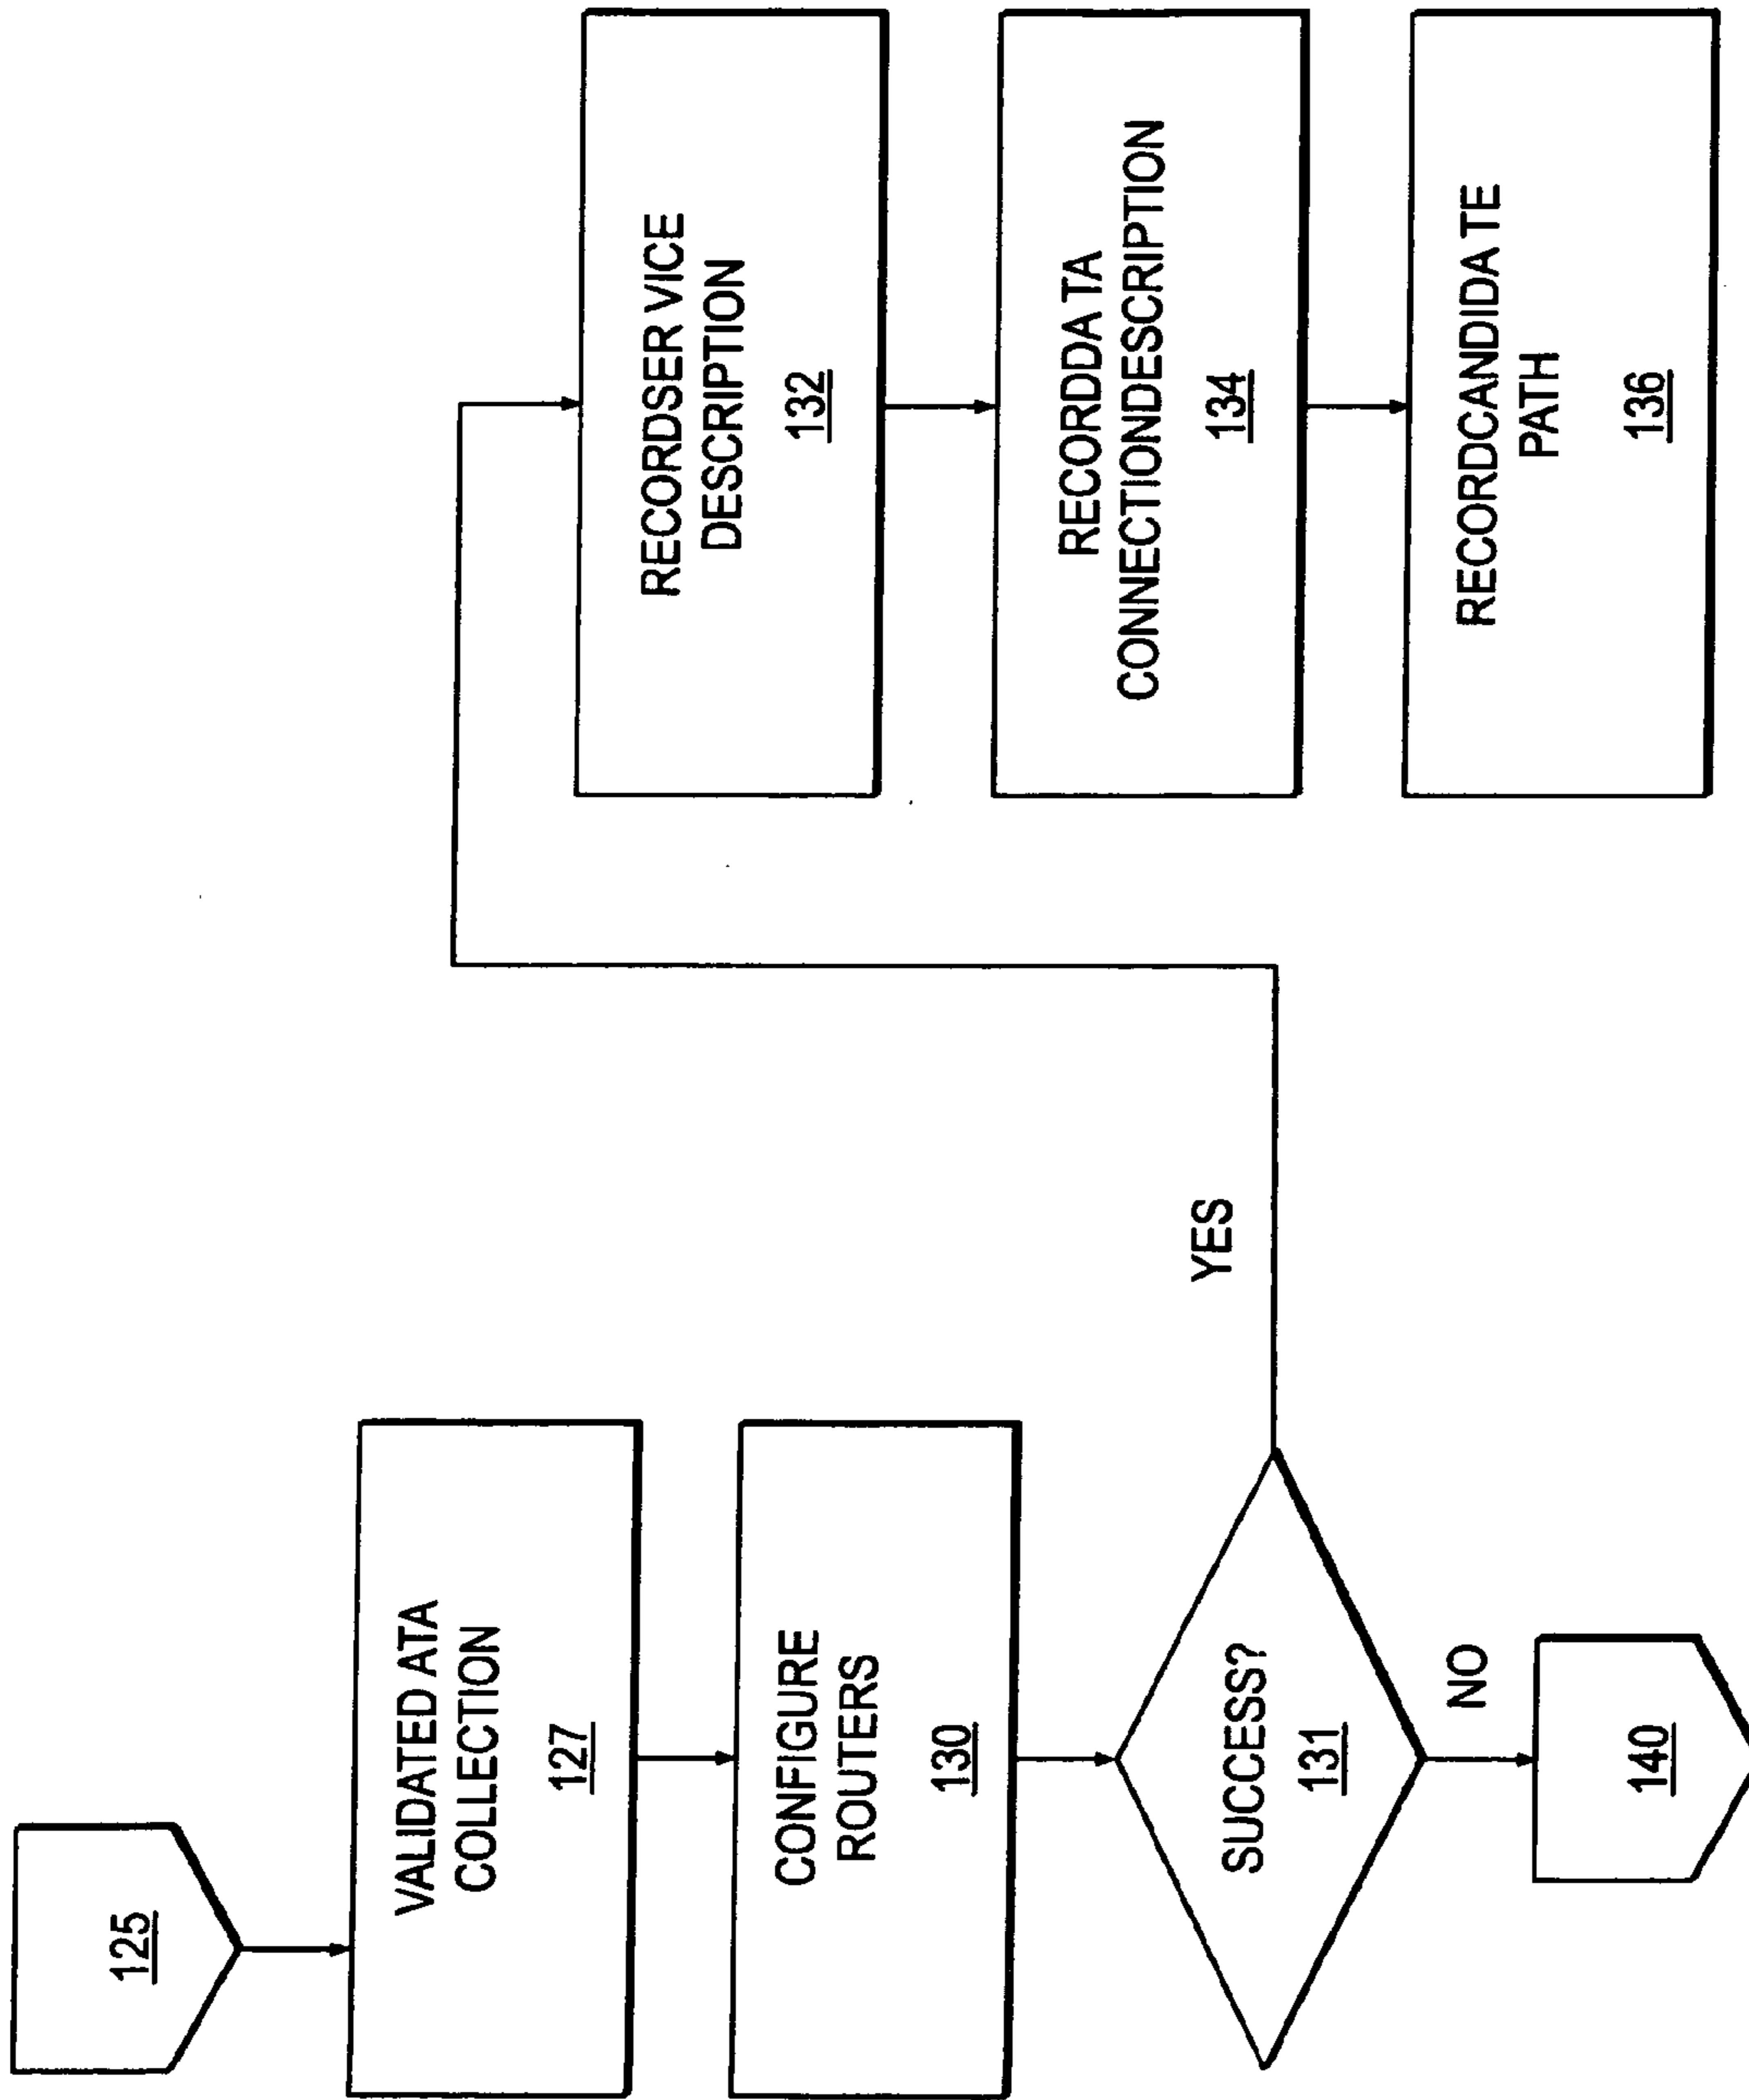 125
VALIDATED ATA
COLLECTION
127
CONFIGURE
ROUTERS
130
SUCCESS?
131
YES
NO
140
RECORDSER VICE
DESCRIPTION
132
RECORDDA TA
CONNECTIONDESCRIPTION
134
RECORDCANDIDA TE
PATH
136